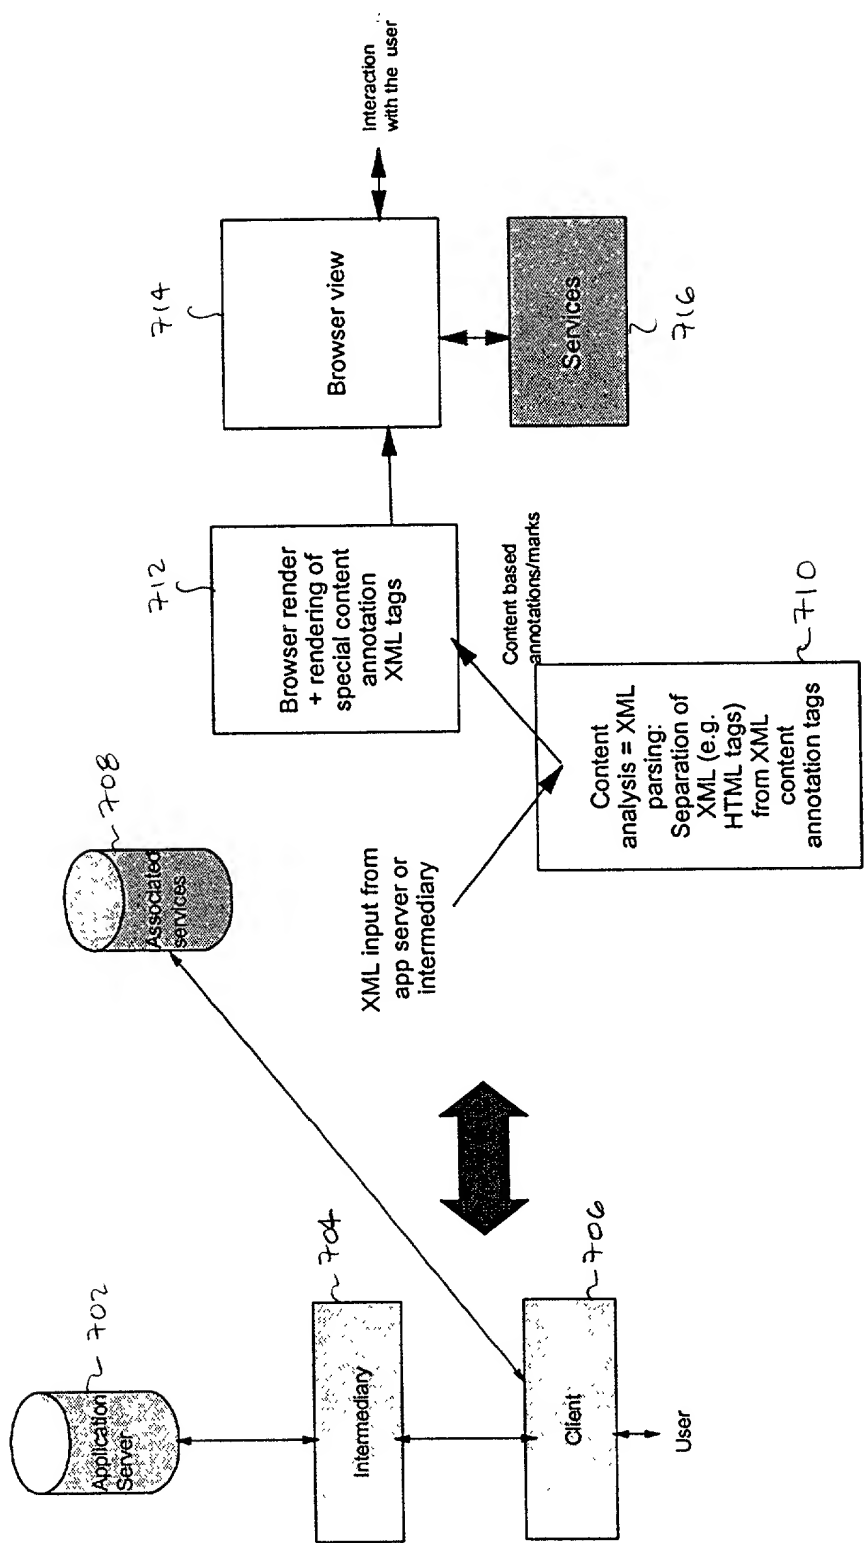 702
Application
Server
704
Intermediary
706
Client
User
708
Associated
services
XML input from
app server or
intermediary
710
Content
analysis = XML
parsing:
Separation of
XML (e.g.
HTML tags)
from XML
content
annotation tags
Content based
annotations/marks
712
Browser render
+ rendering of
special content
annotation
XML tags
714
Browser view
716
Services
Interaction
with the user